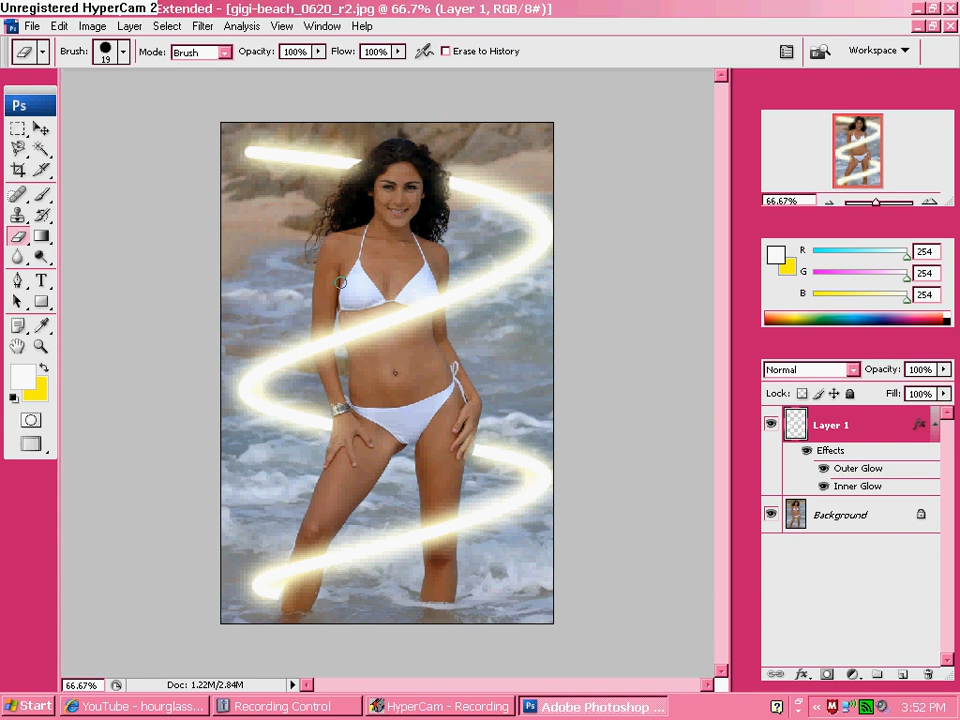 Unregistered HyperCam 2 Extended - [gigi-beach_0620_r2.jpg @ 66.7% (Layer 1, RGB/8#)]
File Edit Image Layer Select Filter Analysis View Window Help
Brush: 19 Mode: Brush Opacity: 100% Flow: 100% Erase to History Workspace
Ps
66.67%
R 254
G 254
B 254
Normal Opacity: 100%
Lock: Fill: 100%
Layer 1 fx
Effects
Outer Glow
Inner Glow
Background
66.67% Doc: 1.22M/2.84M
Start YouTube - hourglass... Recording Control HyperCam - Recording Adobe Photoshop ... 3:52 PM